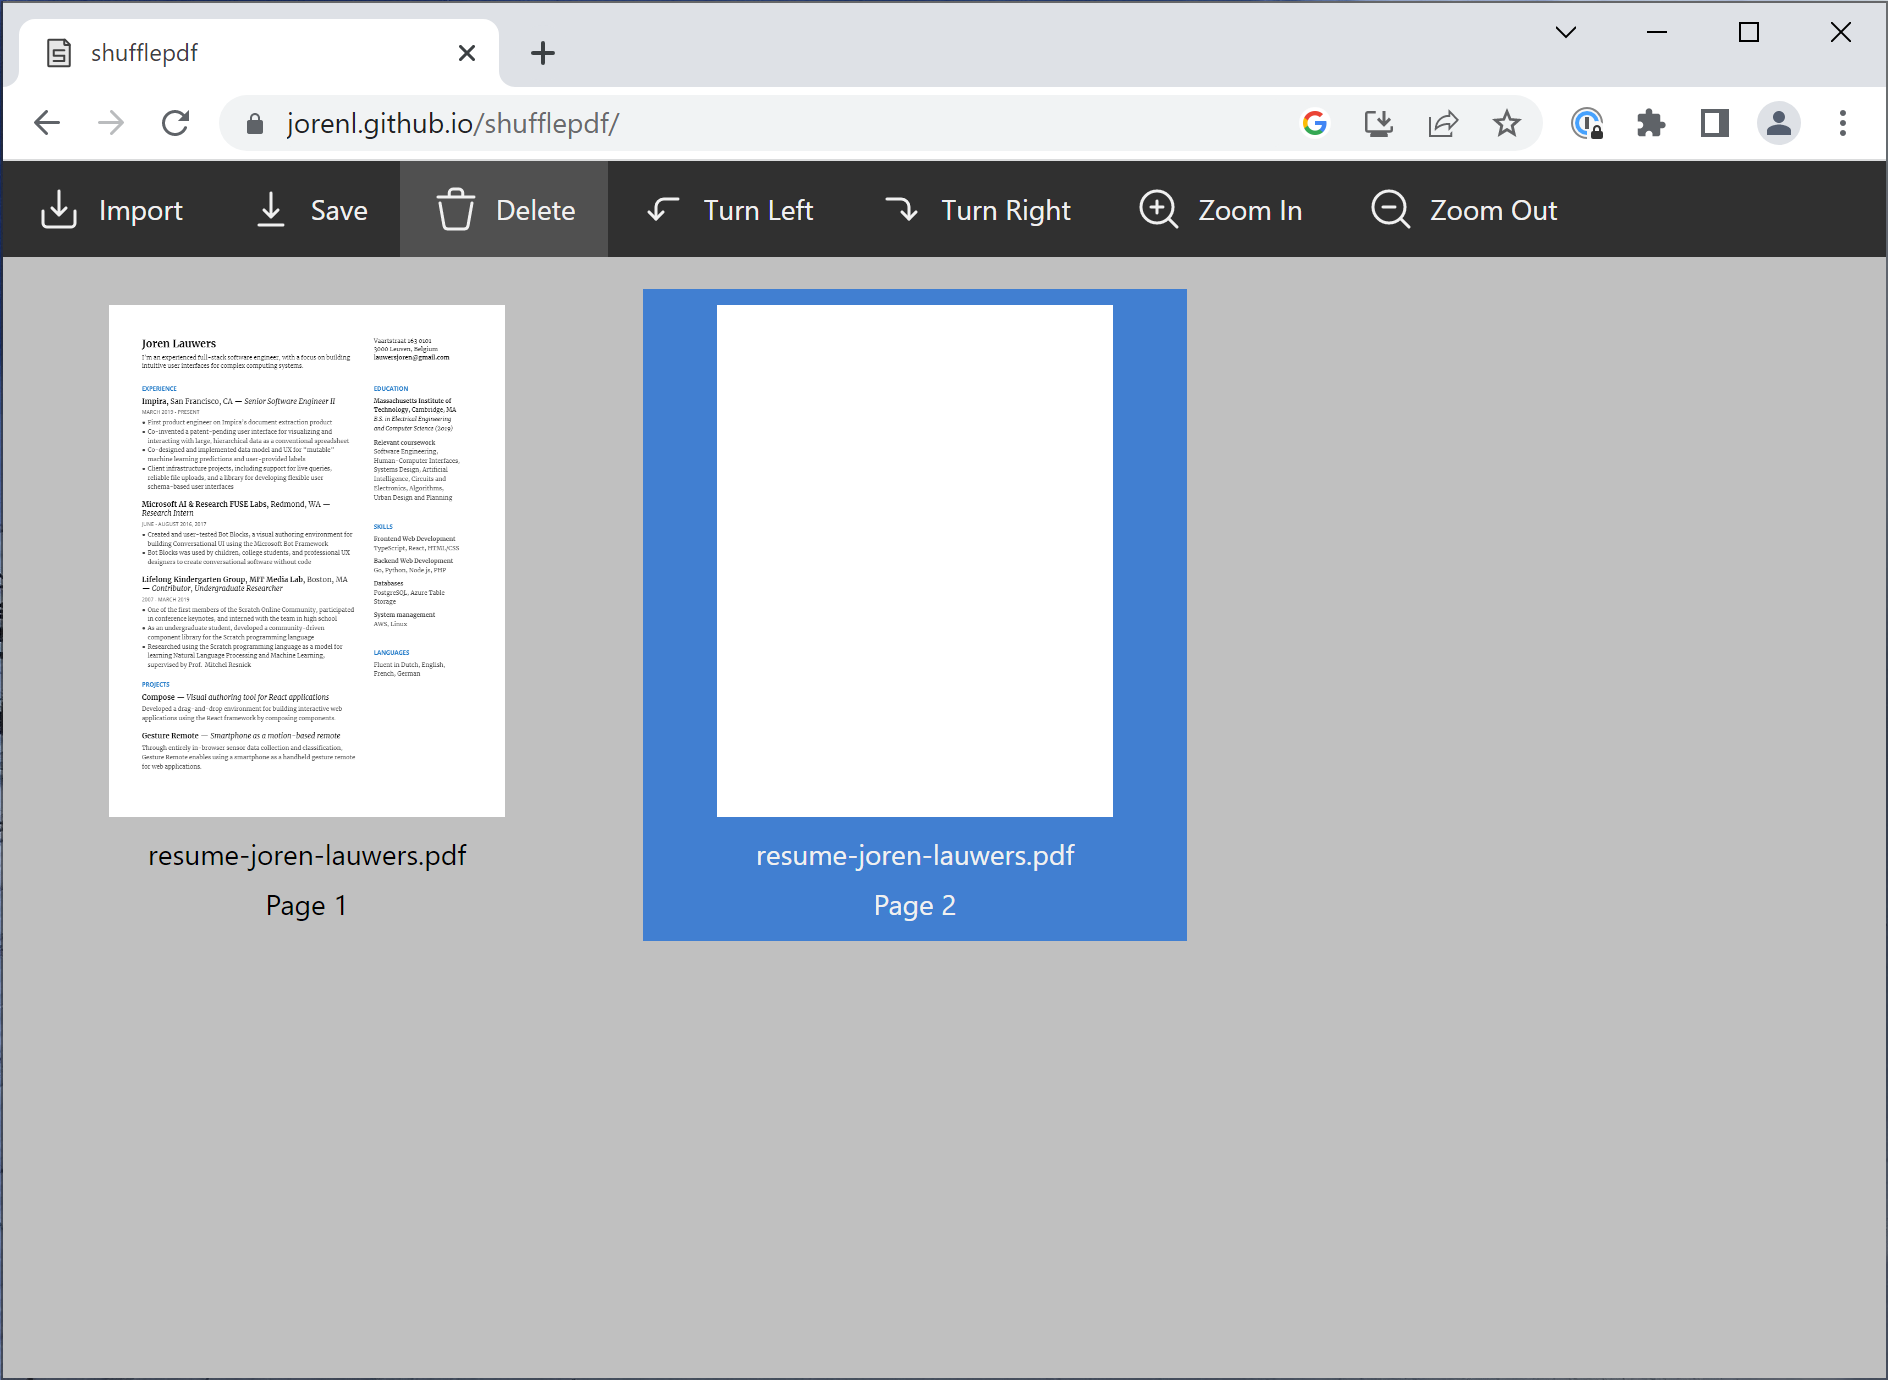 shufflepdf
jorenl.github.io/shufflepdf/
Import
Save
Delete
Turn Left
Turn Right
Zoom In
Zoom Out
Joren Lauwers
I'm an experienced full-stack software engineer, with a focus on building
intuitive user interfaces for complex computing systems.
EXPERIENCE
Impira, San Francisco, CA — Senior Software Engineer II
MARCH 2019 - PRESENT
First product engineer on Impira's document extraction product
Co-invented a patent-pending user interface for visualizing and
interacting with large, hierarchical data as a conventional spreadsheet
Co-designed and implemented data model and UX for "mutable"
machine learning predictions and user-provided labels
Client infrastructure projects, including support for live queries,
reliable file uploads, and a library for developing flexible user
schema-based user interfaces
Microsoft AI & Research FUSE Labs, Redmond, WA —
Research Intern
JUNE - AUGUST 2016, 2017
Created and user-tested Bot Blocks, a visual authoring environment for
building Conversational UI using the Microsoft Bot Framework
Bot Blocks was used by children, college students, and professional UX
designers to create conversational software without code
Lifelong Kindergarten Group, MIT Media Lab, Boston, MA
— Contributor, Undergraduate Researcher
2007 - MARCH 2019
One of the first members of the Scratch Online Community, participated
in conference keynotes, and interned with the team in high school
As an undergraduate student, developed a community-driven
component library for the Scratch programming language
Researched using the Scratch programming language as a model for
learning Natural Language Processing and Machine Learning,
supervised by Prof. Mitchel Resnick
PROJECTS
Compose — Visual authoring tool for React applications
Developed a drag-and-drop environment for building interactive web
applications using the React framework by composing components
Gesture Remote — Smartphone as a motion-based remote
Through entirely in-browser sensor data collection and classification,
Gesture Remote enables using a smartphone as a handheld gesture remote
for web applications.
Vaartstraat 163 0101
3000 Leuven, Belgium
lauwersjoren@gmail.com
EDUCATION
Massachusetts Institute of
Technology, Cambridge, MA
B.S. in Electrical Engineering
and Computer Science (2019)
Relevant coursework
Software Engineering,
Human-Computer Interfaces,
Systems Design, Artificial
Intelligence, Circuits and
Electronics, Algorithms,
Urban Design and Planning
SKILLS
Frontend Web Development
TypeScript, React, HTML/CSS
Backend Web Development
Go, Python, Node.js, PHP
Databases
PostgreSQL, Azure Table
Storage
System management
AWS, Linux
LANGUAGES
Fluent in Dutch, English,
French, German
resume-joren-lauwers.pdf
Page 1
resume-joren-lauwers.pdf
Page 2